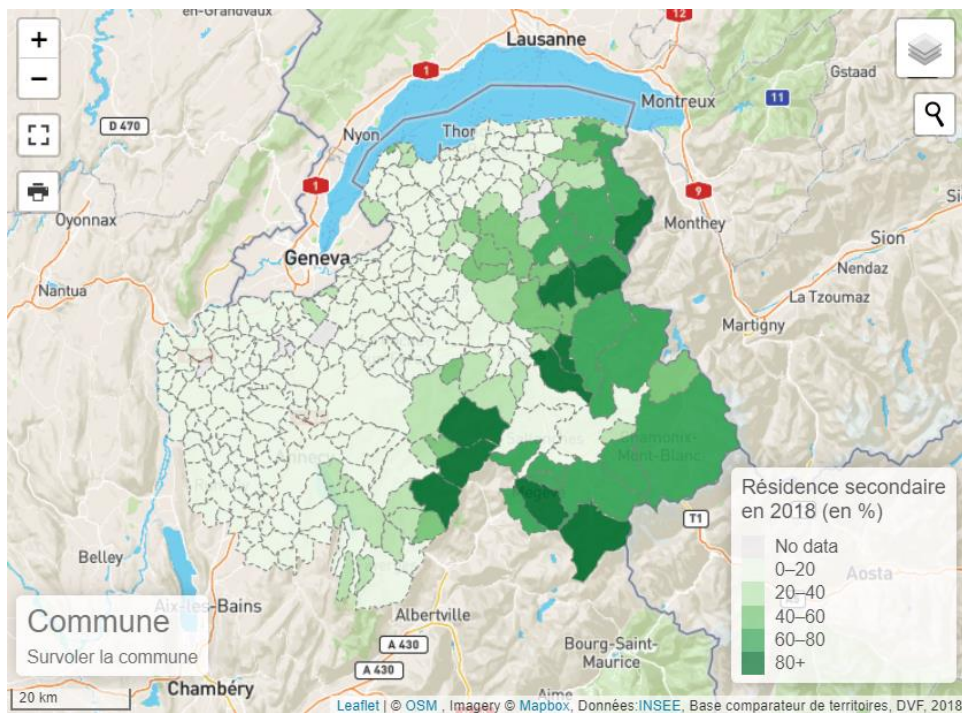 en-Grandvaux
12
+
−
Lausanne
Gstaad
1
Montreux
11
D 470
Nyon
Thor
1
9
Oyonnax
Monthey
Geneva
Sion
Nendaz
Nantua
La Tzoumaz
Martigny
Annecy
Chamonix-
Mont-Blanc
Résidence secondaire
en 2018 (en %)
No data
0–20
20–40
40–60
60–80
80+
T1
Belley
Aosta
Aix-les-Bains
Albertville
Commune
Survoler la commune
A 430
A 430
Bourg-Saint-
Maurice
Aime
20 km
Chambéry
Leaflet | © OSM , Imagery © Mapbox, Données:INSEE, Base comparateur de territoires, DVF, 2018